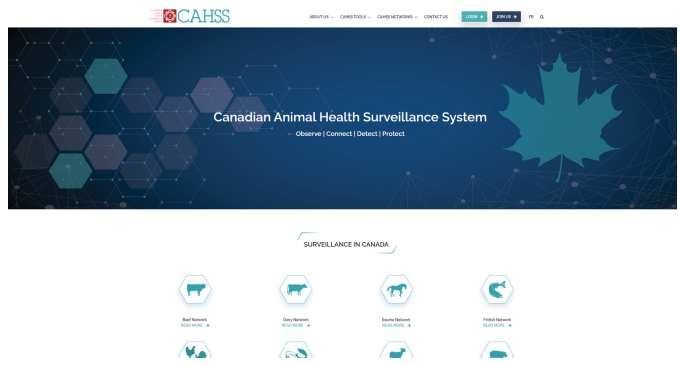 CAHSS
ABOUT US
CAHSS TOOLS
CAHSS NETWORKS
CONTACT US
LOGIN
JOIN US
FR
Canadian Animal Health Surveillance System
Observe | Connect | Detect | Protect
SURVEILLANCE IN CANADA
Beef Network
READ MORE
Dairy Network
READ MORE
Equine Network
READ MORE
Finfish Network
READ MORE